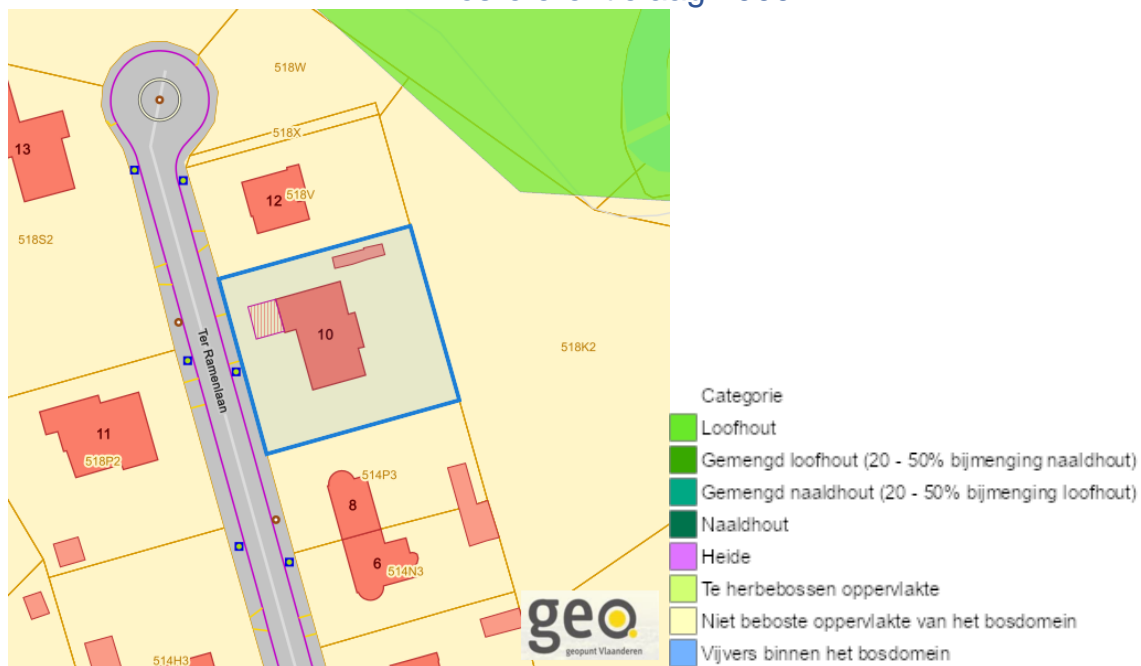 518W
518X
13
12
518V
518S2
10
518K2
Ter Ramenlaan
11
518P2
514P3
8
6
514N3
514H3
geo.
geopunt Vlaanderen
Categorie
Loofhout
Gemengd loofhout (20 - 50% bijmenging naaldhout)
Gemengd naaldhout (20 - 50% bijmenging loofhout)
Naaldhout
Heide
Te herbebossen oppervlakte
Niet beboste oppervlakte van het bosdomein
Vijvers binnen het bosdomein